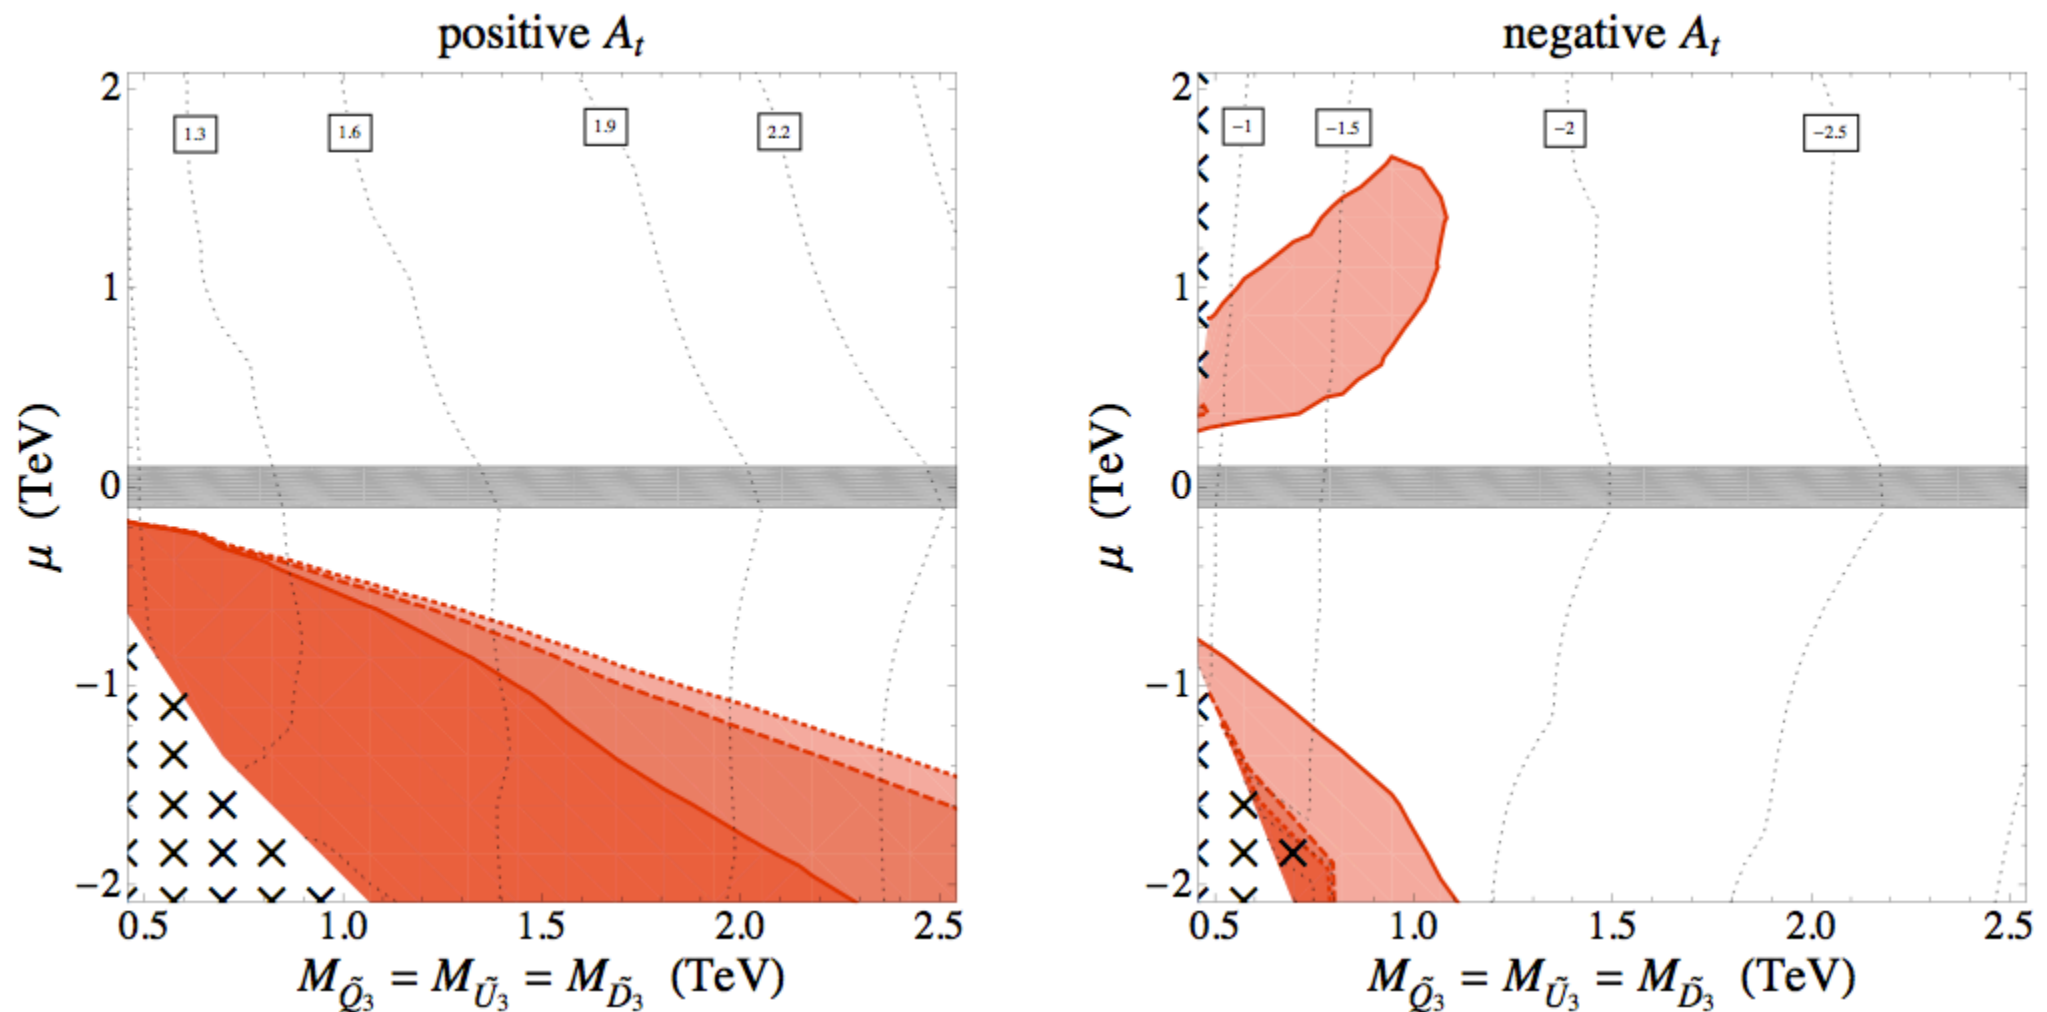 positive A_t
2
1
0
−1
−2
μ (TeV)
1.3
1.6
1.9
2.2
0.5 1.0 1.5 2.0 2.5
M_Q̃₃ = M_Ũ₃ = M_D̃₃ (TeV)
negative A_t
2
1
0
−1
−2
μ (TeV)
−1
−1.5
−2
−2.5
0.5 1.0 1.5 2.0 2.5
M_Q̃₃ = M_Ũ₃ = M_D̃₃ (TeV)